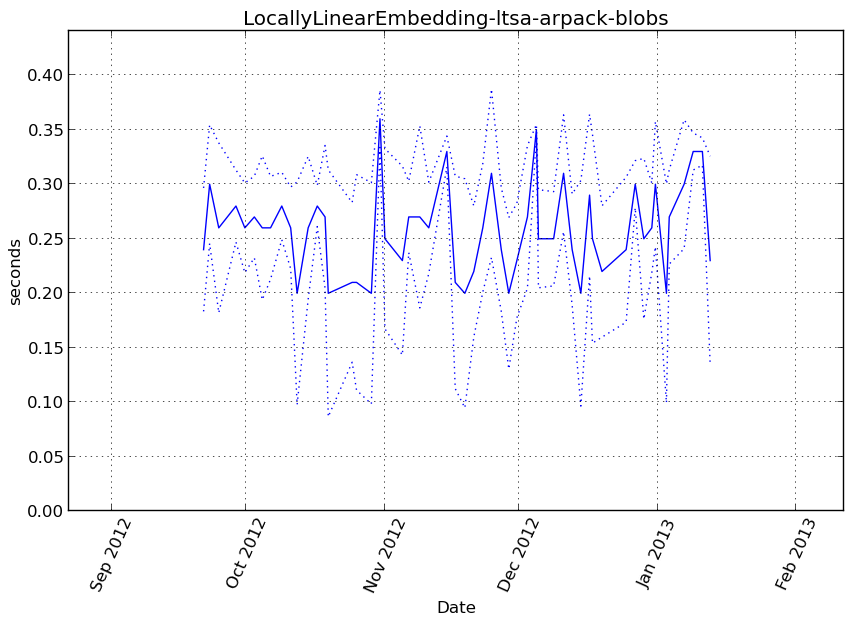 LocallyLinearEmbedding-ltsa-arpack-blobs
0.40
0.35
0.30
0.25
0.20
0.15
0.10
0.05
0.00
seconds
Sep 2012
Oct 2012
Nov 2012
Dec 2012
Jan 2013
Feb 2013
Date